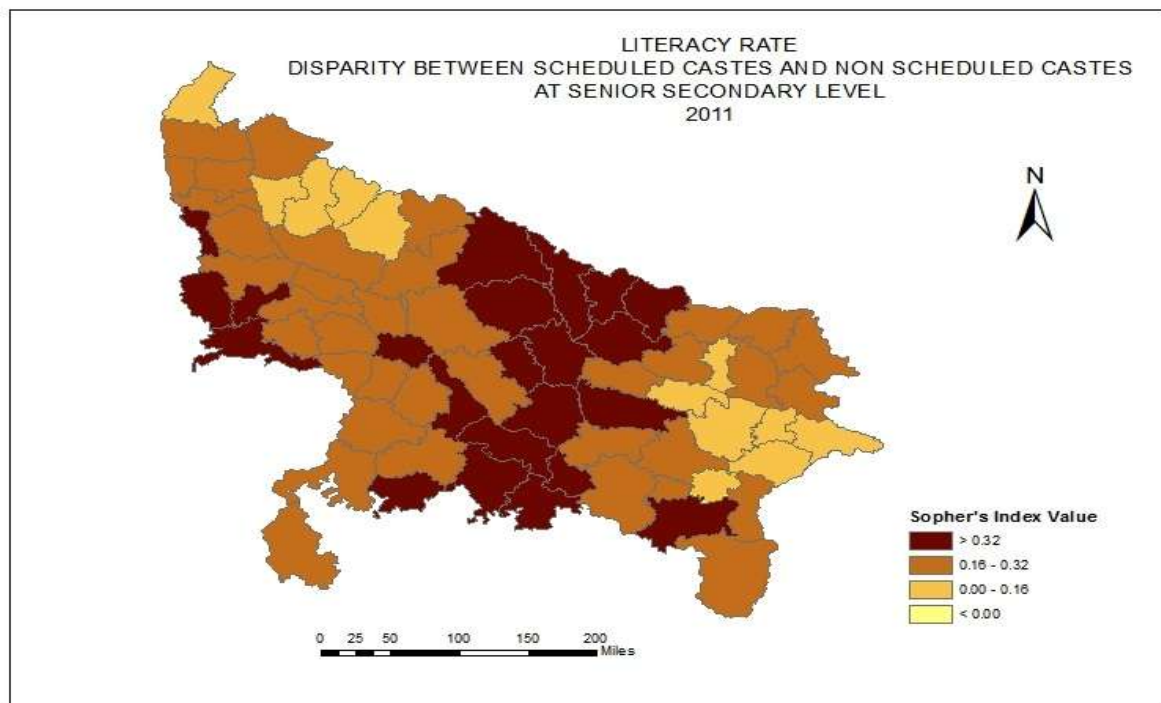 LITERACY RATE
DISPARITY BETWEEN SCHEDULED CASTES AND NON SCHEDULED CASTES
AT SENIOR SECONDARY LEVEL
2011
N
Sopher's Index Value
> 0.32
0.16 - 0.32
0.00 - 0.16
< 0.00
0 25 50 100 150 200
Miles